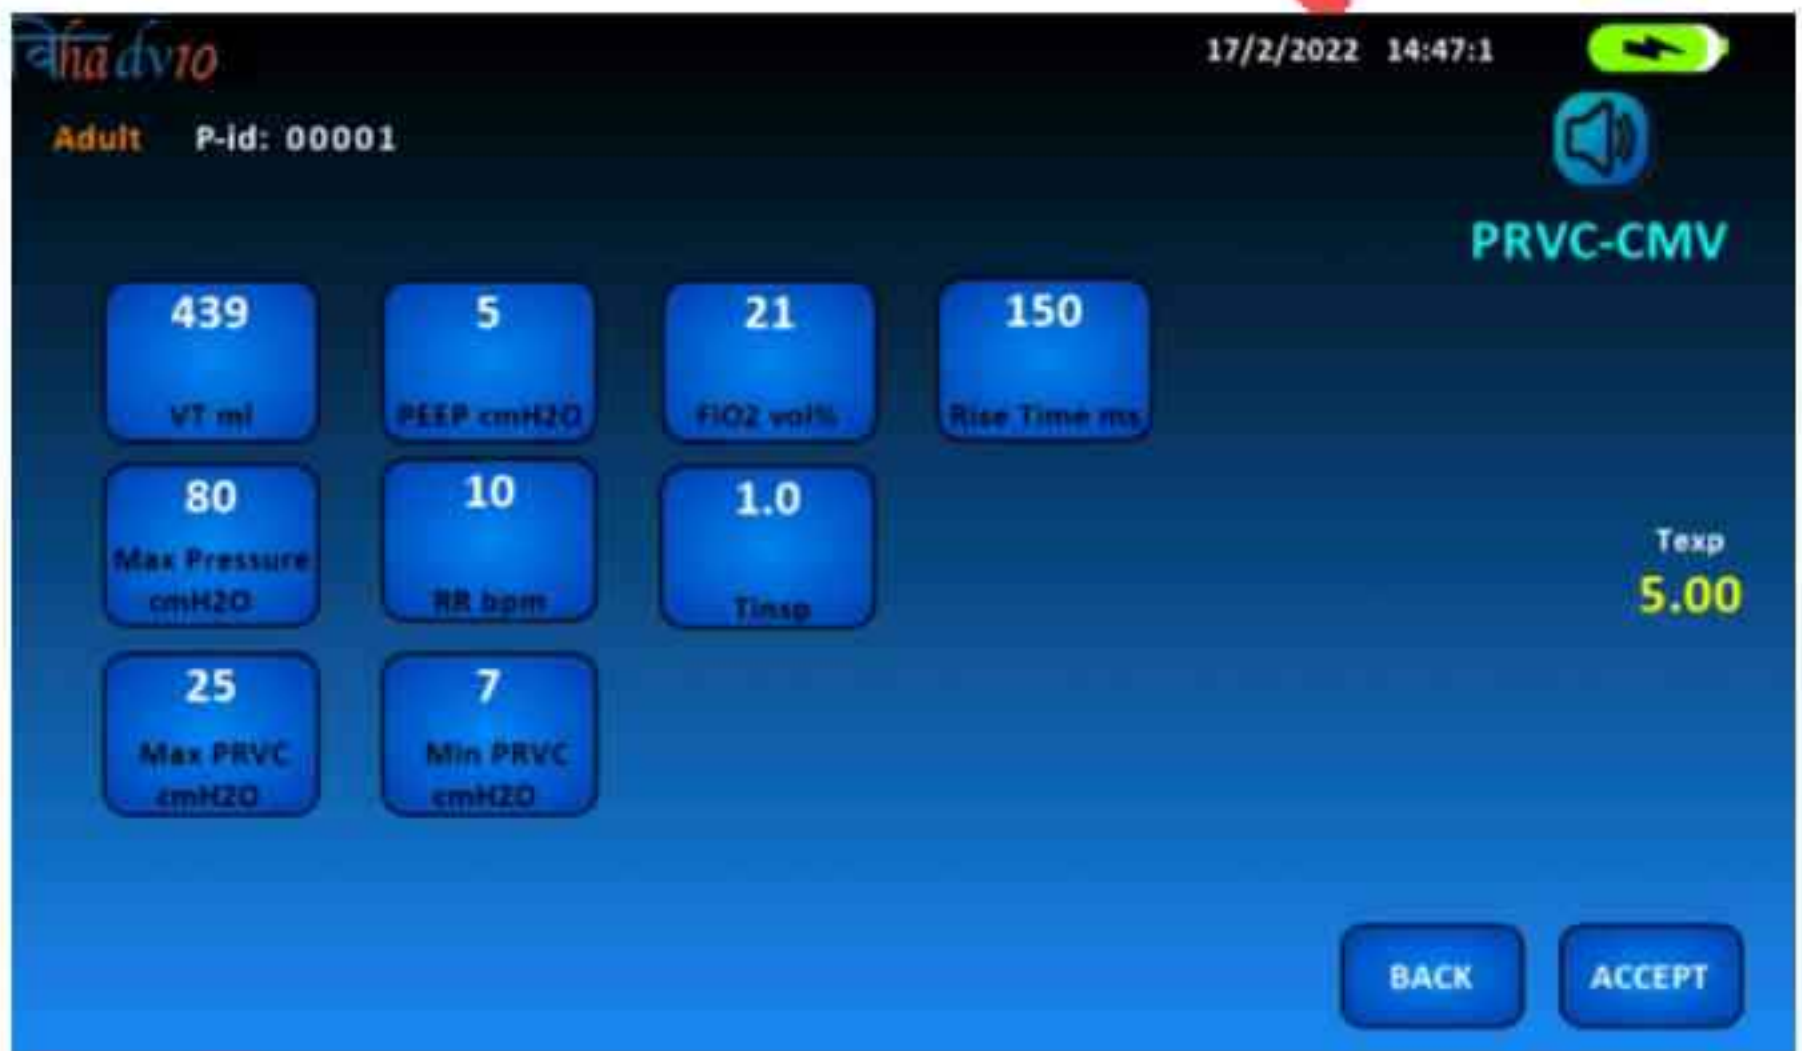 विhā dv10
17/2/2022 14:47:1
Adult P-id: 00001
PRVC-CMV
439 5 21 150
VT ml PEEP cmH2O FiO2 vol% Rise Time ms
80 10 1.0
Max Pressure
cmH2O RR bpm Tinsp
Texp
5.00
25 7
Max PRVC Min PRVC
cmH2O cmH2O
BACK ACCEPT